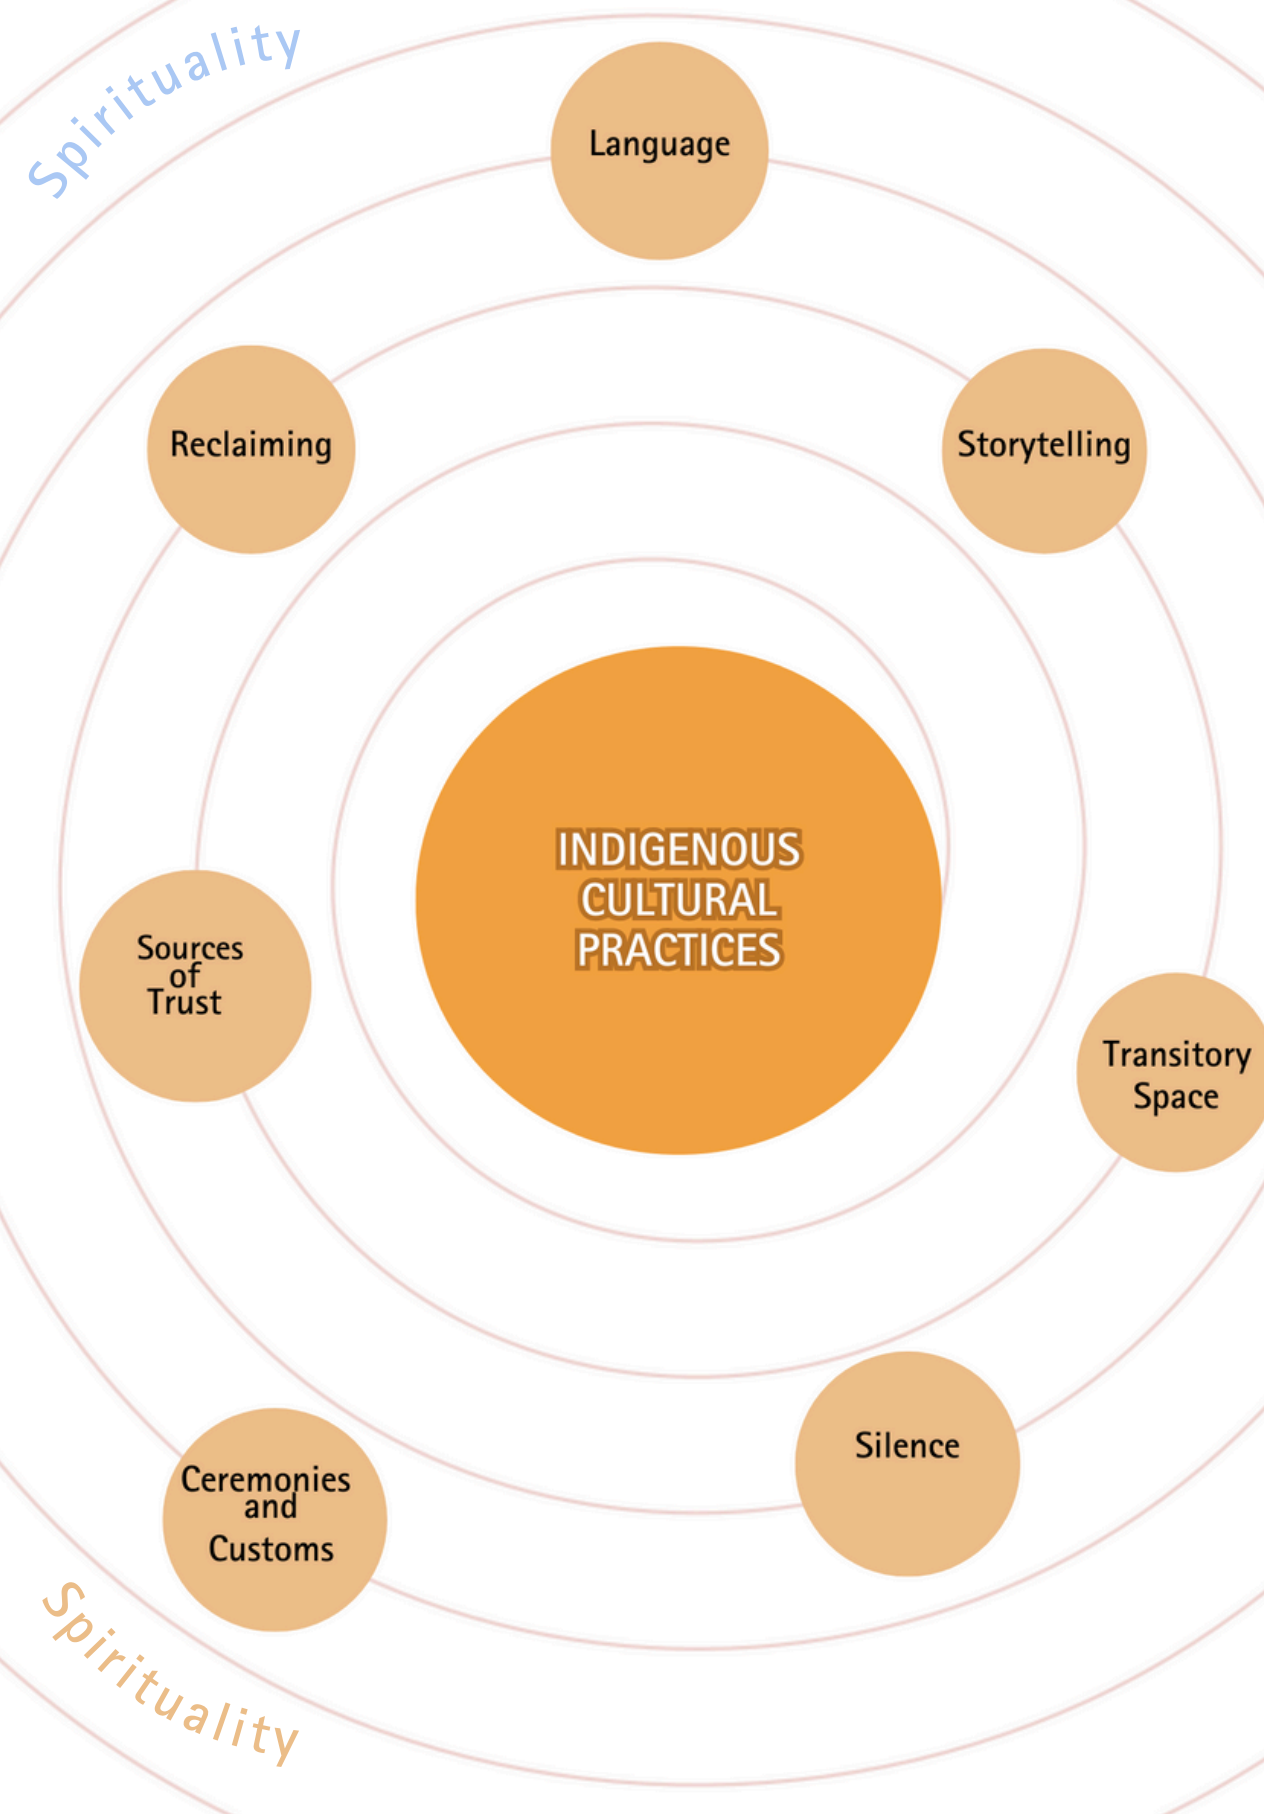 Spirituality
Language
Reclaiming
Storytelling
INDIGENOUS
CULTURAL
PRACTICES
Sources
of
Trust
Transitory
Space
Silence
Ceremonies
and
Customs
Spirituality